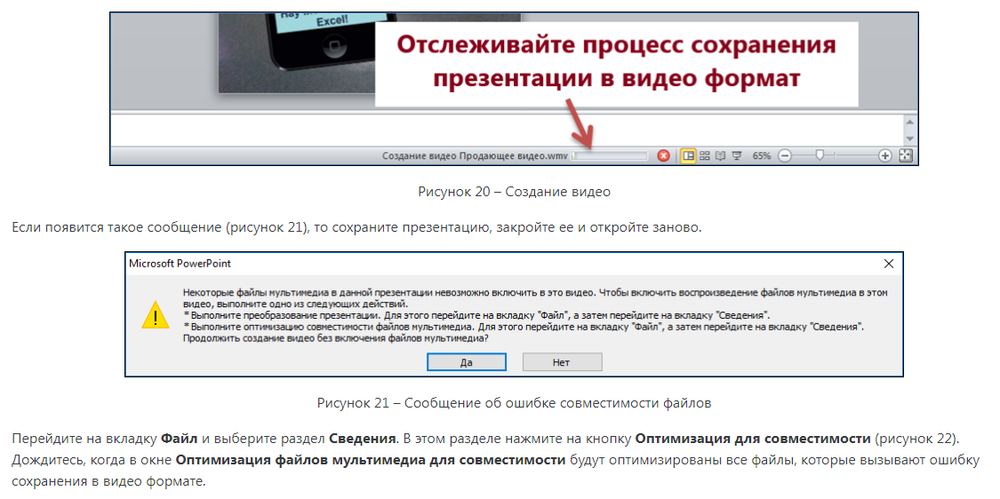 Excel!
Отслеживайте процесс сохранения
презентации в видео формат
Создание видео Продающее видео.wmv
65%
Рисунок 20 – Создание видео
Если появится такое сообщение (рисунок 21), то сохраните презентацию, закройте ее и откройте заново.
Microsoft PowerPoint
Некоторые файлы мультимедиа в данной презентации невозможно включить в это видео. Чтобы включить воспроизведение файлов мультимедиа в этом
видео, выполните одно из следующих действий.
* Выполните преобразование презентации. Для этого перейдите на вкладку "Файл", а затем перейдите на вкладку "Сведения".
* Выполните оптимизацию совместимости файлов мультимедиа. Для этого перейдите на вкладку "Файл", а затем перейдите на вкладку "Сведения".
Продолжить создание видео без включения файлов мультимедиа?
Да
Нет
Рисунок 21 – Сообщение об ошибке совместимости файлов
Перейдите на вкладку Файл и выберите раздел Сведения. В этом разделе нажмите на кнопку Оптимизация для совместимости (рисунок 22).
Дождитесь, когда в окне Оптимизация файлов мультимедиа для совместимости будут оптимизированы все файлы, которые вызывают ошибку
сохранения в видео формате.